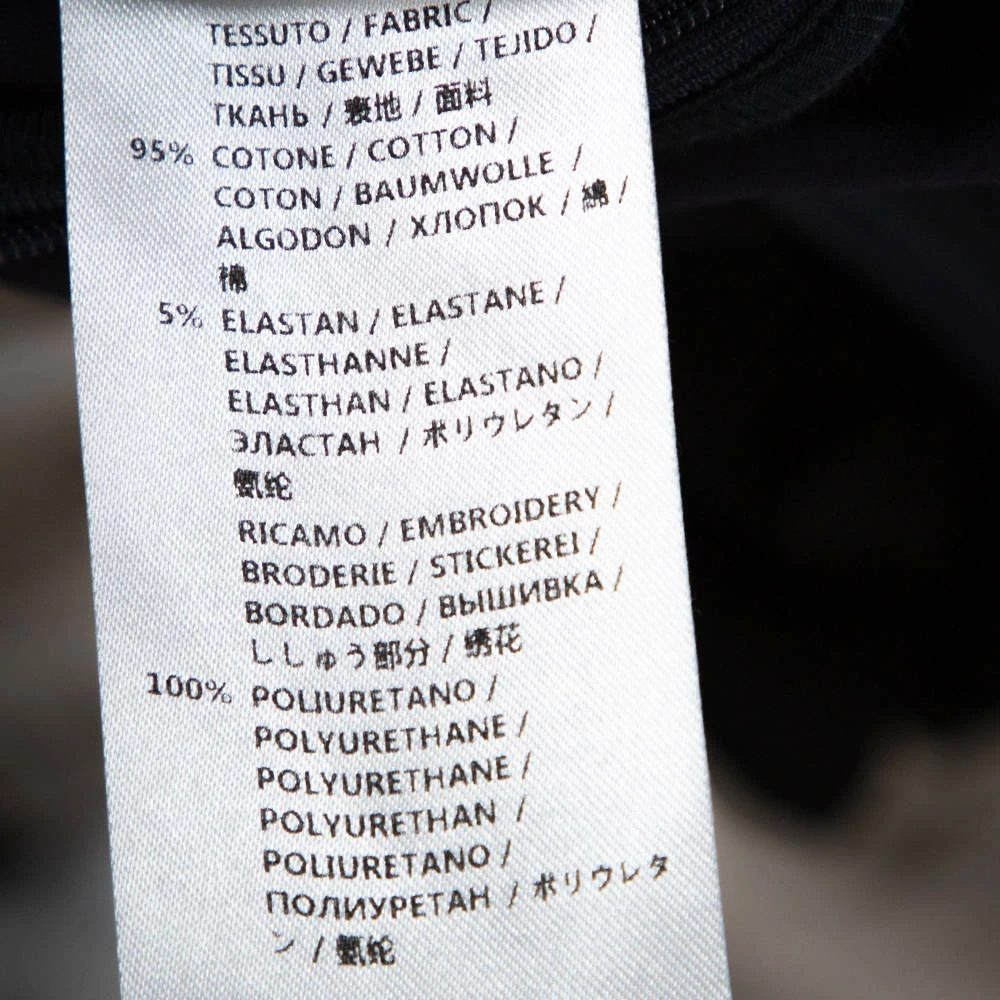 TESSUTO / FABRIC /
TISSU / GEWEBE / TEJIDO /
ТКАНЬ / 裏地 / 面料
95% COTONE / COTTON /
COTON / BAUMWOLLE /
ALGODON / ХЛОПОК / 綿 /
棉
5% ELASTAN / ELASTANE /
ELASTHANNE /
ELASTHAN / ELASTANO /
ЭЛАСТАН / ポリウレタン /
氨纶
RICAMO / EMBROIDERY /
BRODERIE / STICKEREI /
BORDADO / ВЫШИВКА /
ししゅう部分 / 绣花
100% POLIURETANO /
POLYURETHANE /
POLYURETHANE /
POLYURETHAN /
POLIURETANO /
ПОЛИУРЕТАН / ポリウレタ
ン / 氨纶